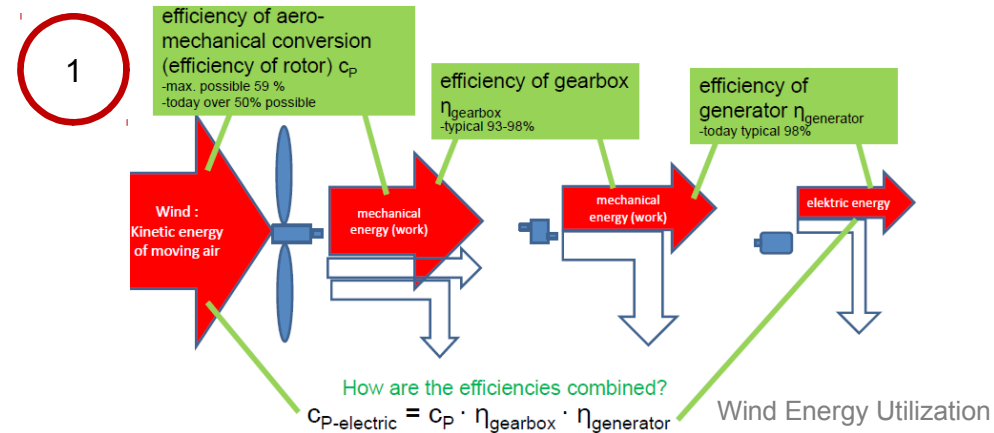 1
efficiency of aero-
mechanical conversion
(efficiency of rotor) cP
-max. possible 59 %
-today over 50% possible
efficiency of gearbox
ηgearbox
-typical 93-98%
efficiency of
generator ηgenerator
-today typical 98%
Wind :
Kinetic energy
of moving air
mechanical
energy (work)
mechanical
energy (work)
elektric energy
How are the efficiencies combined?
cP-electric = cP · ηgearbox · ηgenerator
Wind Energy Utilization